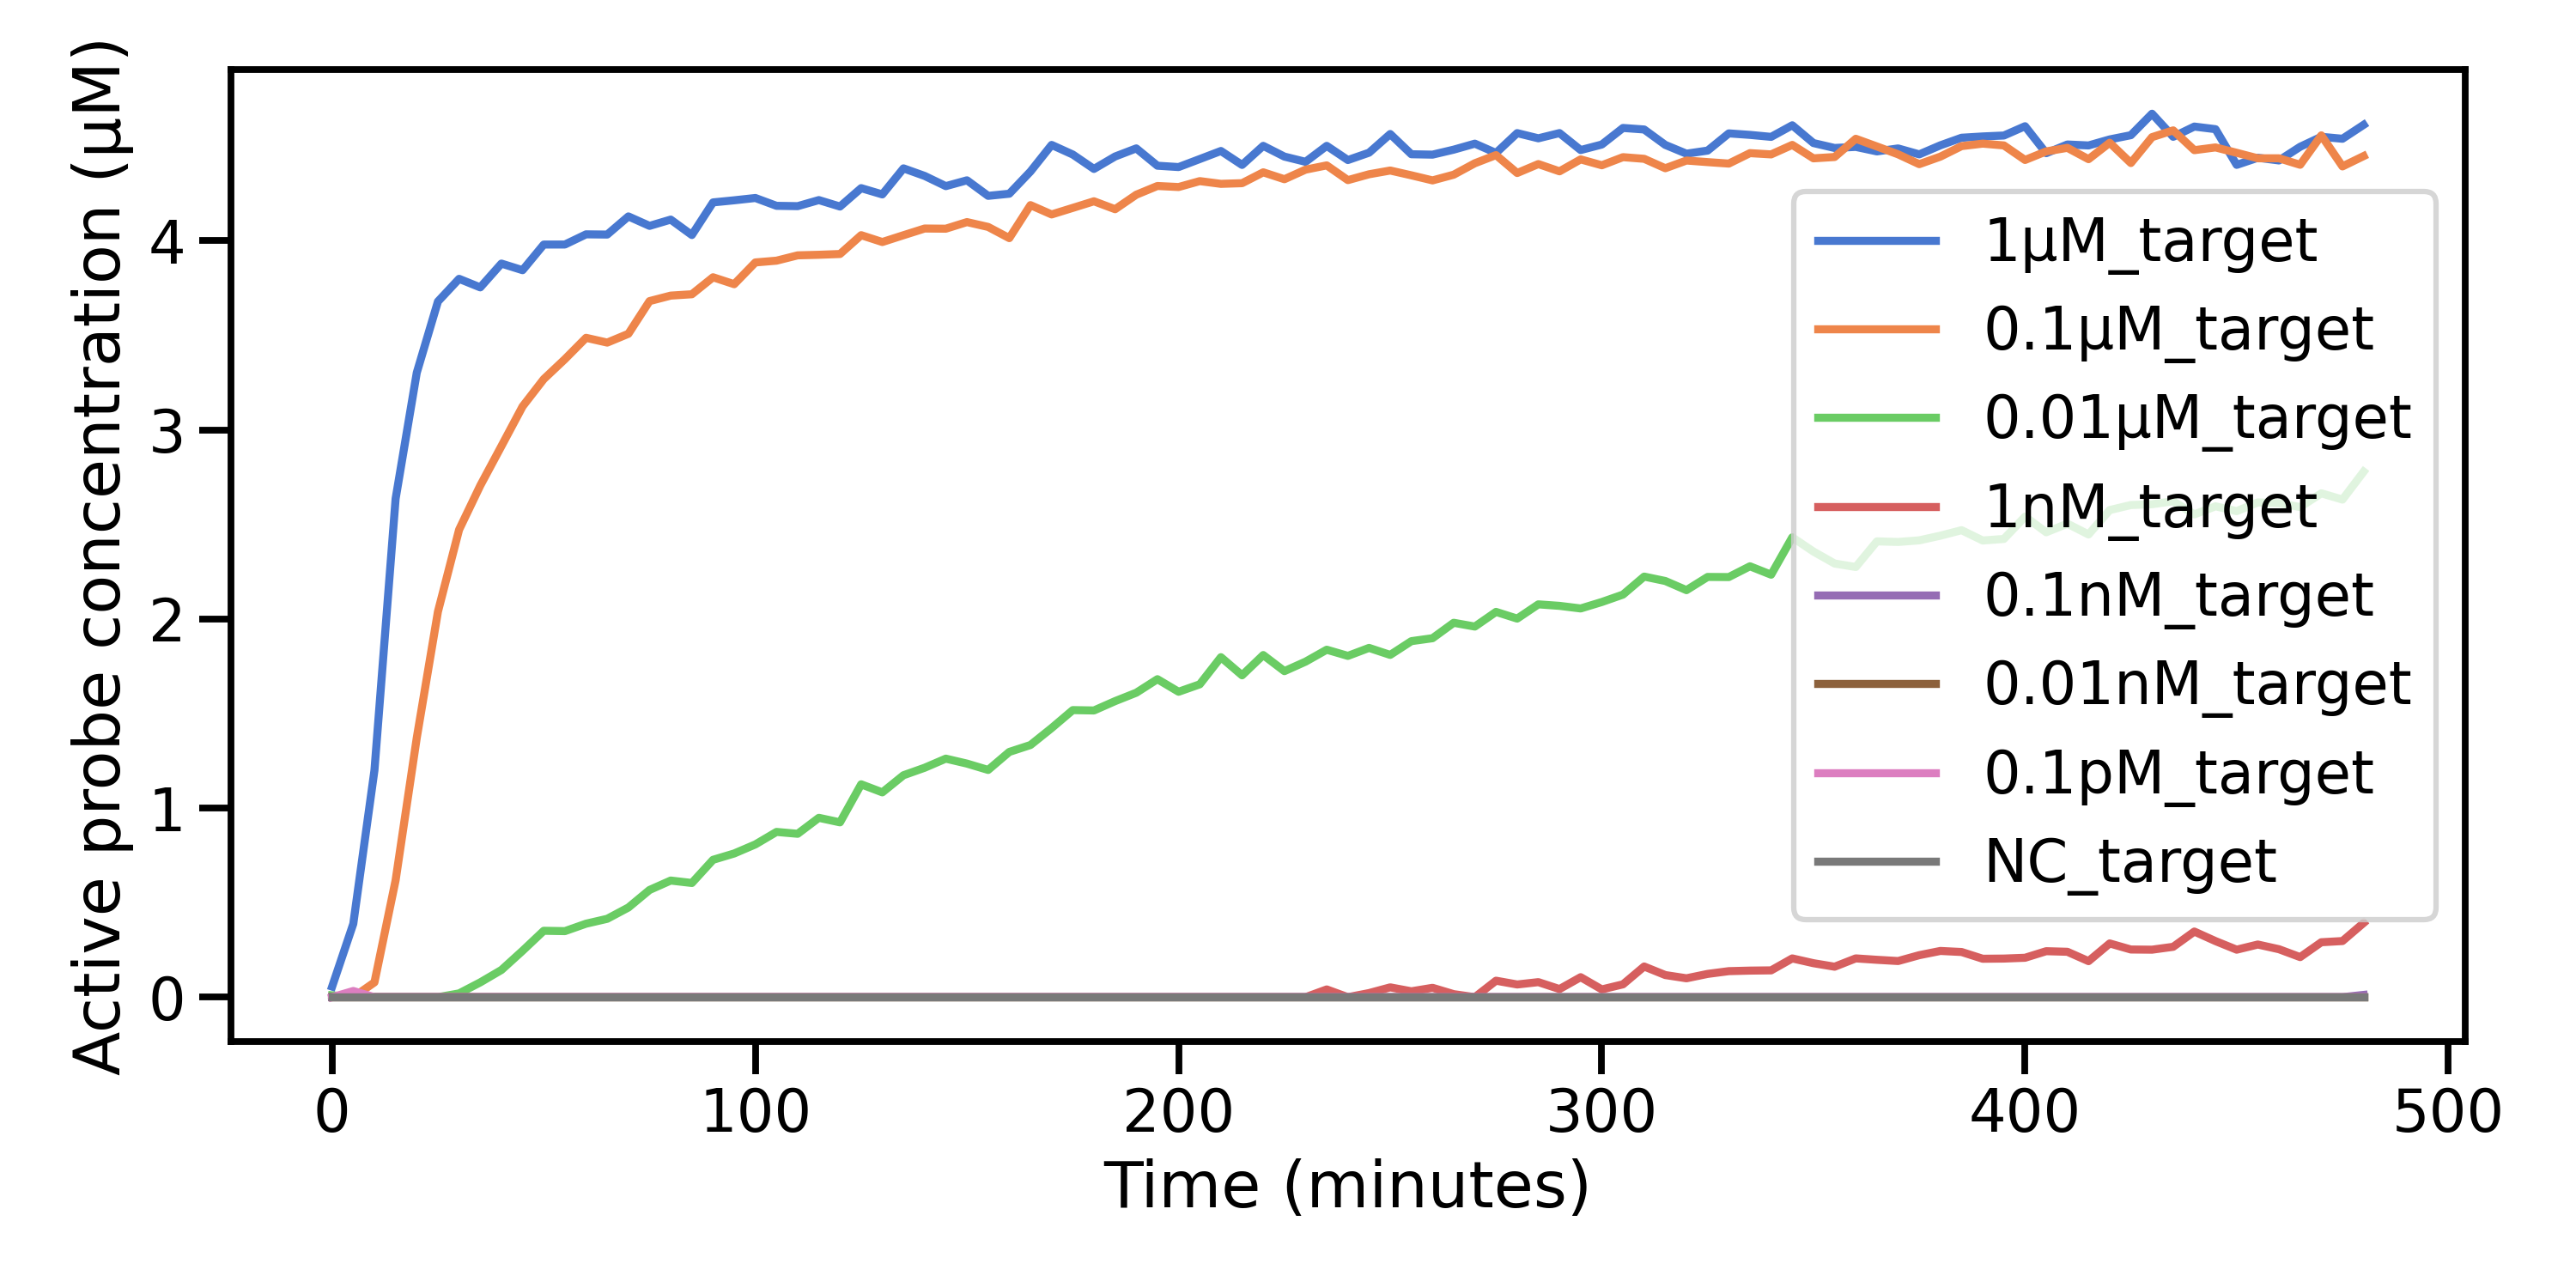 Active probe concentration (μM)
4
3
2
1
0
1μM_target
0.1μM_target
0.01μM_target
1nM_target
0.1nM_target
0.01nM_target
0.1pM_target
NC_target
0 100 200 300 400 500
Time (minutes)